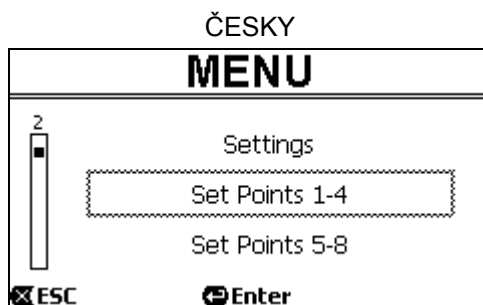 ČESKY
MENU
2
Settings
Set Points 1-4
Set Points 5-8
ESC Enter